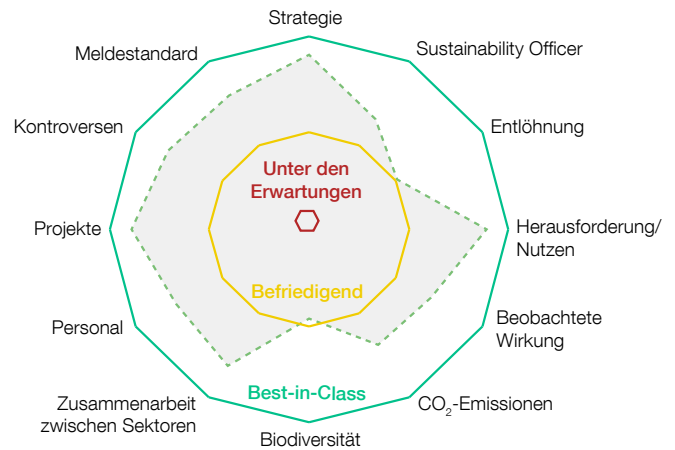 Strategie
Meldestandard
Sustainability Officer
Kontroversen
Entlöhnung
Unter den
Erwartungen
Projekte
Herausforderung/
Nutzen
Befriedigend
Personal
Beobachtete
Wirkung
Best-in-Class
Zusammenarbeit
zwischen Sektoren
CO₂-Emissionen
Biodiversität